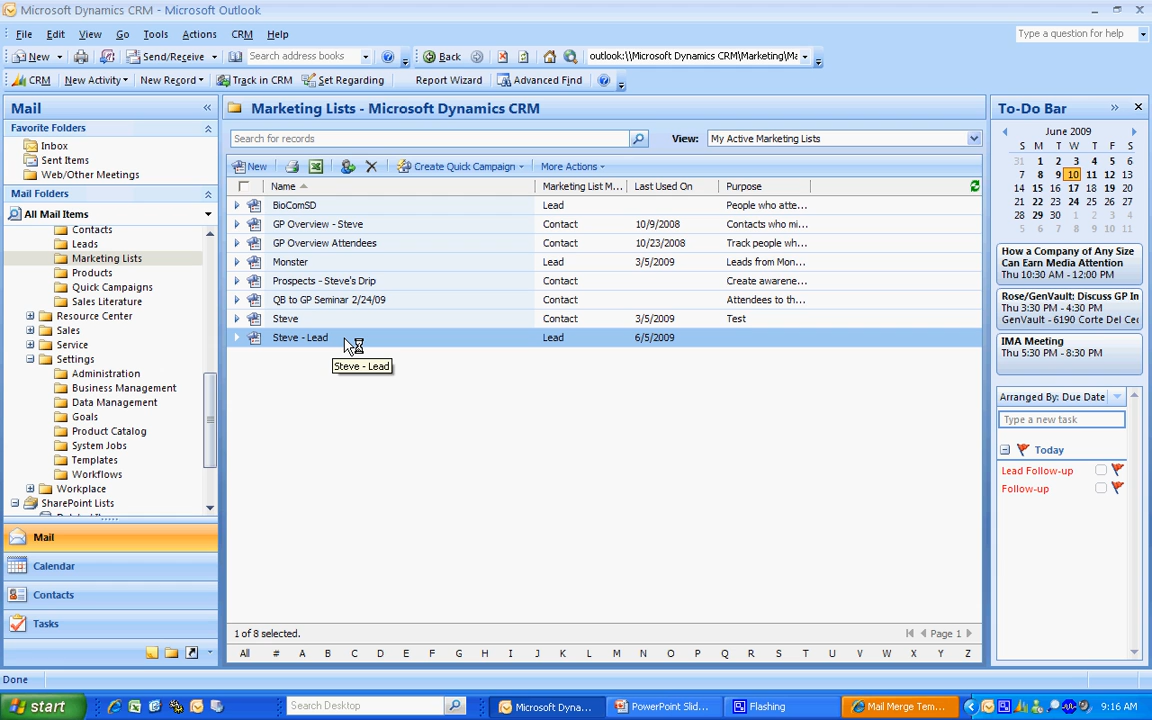 Microsoft Dynamics CRM - Microsoft Outlook
File Edit View Go Tools Actions CRM Help
Type a question for help
New Send/Receive Search address books Back outlook:\\Microsoft Dynamics CRM\Marketing\Ma
CRM New Activity New Record Track in CRM Set Regarding Report Wizard Advanced Find
Mail «
Favorite Folders
Inbox
Sent Items
Web/Other Meetings
Mail Folders
All Mail Items
Contacts
Leads
Marketing Lists
Products
Quick Campaigns
Sales Literature
Resource Center
Sales
Service
Settings
Administration
Business Management
Data Management
Goals
Product Catalog
System Jobs
Templates
Workflows
Workplace
SharePoint Lists
Mail
Calendar
Contacts
Tasks
Marketing Lists - Microsoft Dynamics CRM
Search for records View: My Active Marketing Lists
New Create Quick Campaign More Actions
Name Marketing List M... Last Used On Purpose
BioComSD Lead People who atte...
GP Overview - Steve Contact 10/9/2008 Contacts who mi...
GP Overview Attendees Contact 10/23/2008 Track people wh...
Monster Lead 3/5/2009 Leads from Mon...
Prospects - Steve's Drip Contact Create awarene...
QB to GP Seminar 2/24/09 Contact Attendees to th...
Steve Contact 3/5/2009 Test
Steve - Lead Lead 6/5/2009
Steve - Lead
1 of 8 selected. Page 1
All # A B C D E F G H I J K L M N O P Q R S T U V W X Y Z
To-Do Bar »
June 2009
S M T W T F S
31 1 2 3 4 5 6
7 8 9 10 11 12 13
14 15 16 17 18 19 20
21 22 23 24 25 26 27
28 29 30 1 2 3 4
5 6 7 8 9 10 11
How a Company of Any Size
Can Earn Media Attention
Thu 10:30 AM - 12:00 PM
Rose/GenVault: Discuss GP In
Thu 3:30 PM - 4:30 PM
GenVault - 6190 Corte Del Cec
IMA Meeting
Thu 5:30 PM - 8:30 PM
Arranged By: Due Date
Type a new task
Today
Lead Follow-up
Follow-up
Done
start Search Desktop Microsoft Dyna... PowerPoint Slid... Flashing Mail Merge Tem... 9:16 AM